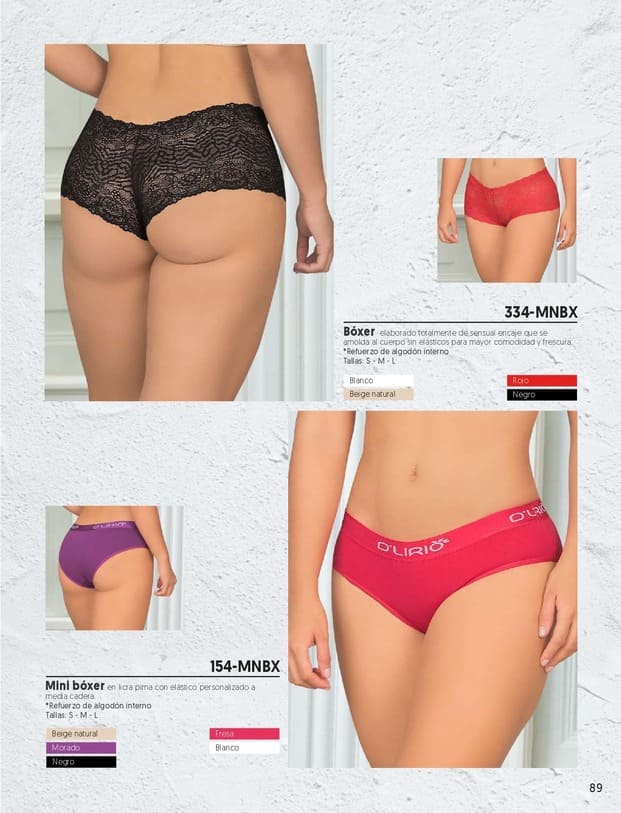 334-MNBX
Bóxer elaborado totalmente de sensual encaje que se
amolda al cuerpo sin elásticos para mayor comodidad y frescura.
*Refuerzo de algodón interno
Tallas: S - M - L
Blanco
Rojo
Beige natural
Negro
D'LIRIO
D'LIRIO
D'LIRI
154-MNBX
Mini bóxer en licra pima con elástico personalizado a
media cadera.
*Refuerzo de algodón interno
Tallas: S - M - L
Beige natural
Fresa
Morado
Blanco
Negro
89